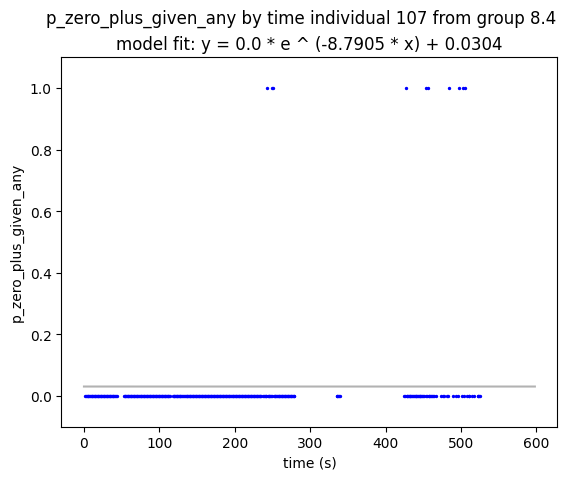 p_zero_plus_given_any by time individual 107 from group 8.4
model fit: y = 0.0 * e ^ (-8.7905 * x) + 0.0304
1.0
0.8
0.6
0.4
0.2
0.0
p_zero_plus_given_any
0 100 200 300 400 500 600
time (s)